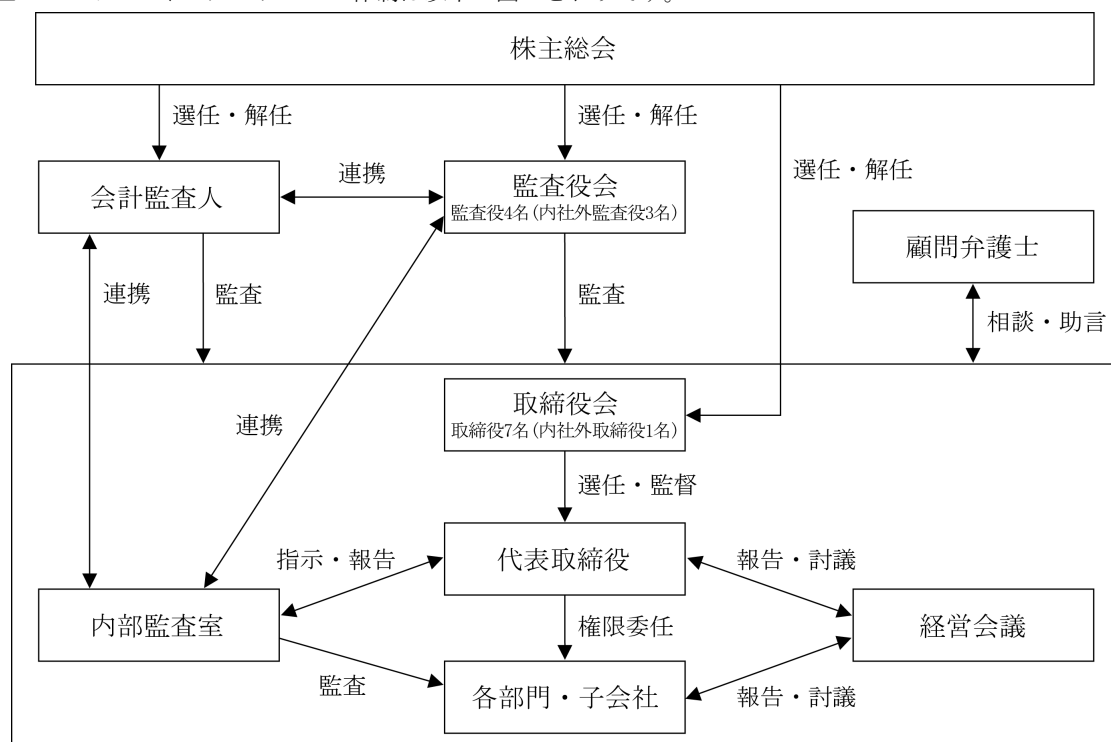 株主総会
選任・解任
選任・解任
選任・解任
会計監査人
連携
監査役会
監査役4名(内社外監査役3名)
顧問弁護士
連携
監査
監査
相談・助言
取締役会
取締役7名(内社外取締役1名)
連携
選任・監督
指示・報告
代表取締役
報告・討議
内部監査室
権限委任
経営会議
監査
各部門・子会社
報告・討議